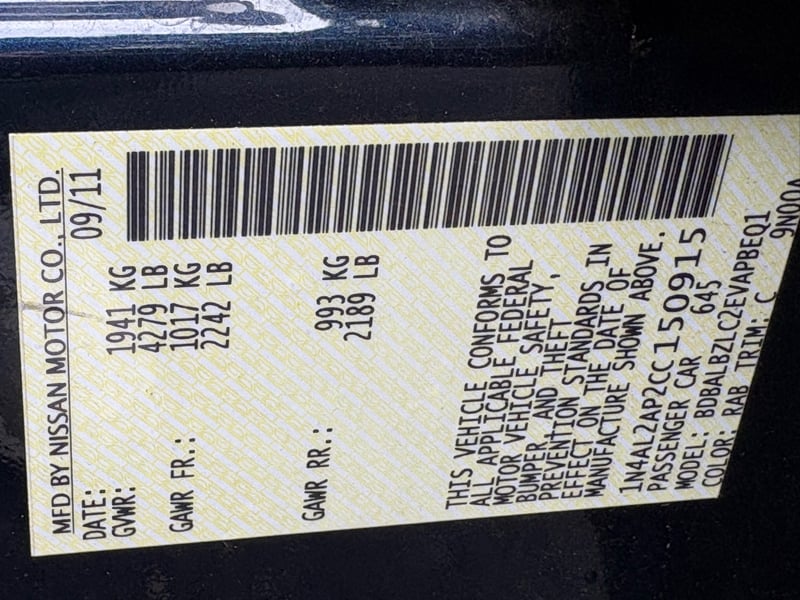 MFD BY NISSAN MOTOR CO., LTD.
DATE: 09/11
GVWR: 1941 KG
4279 LB
GAWR FR.: 1017 KG
2242 LB
GAWR RR.: 993 KG
2189 LB
THIS VEHICLE CONFORMS TO
ALL APPLICABLE FEDERAL
MOTOR VEHICLE SAFETY,
BUMPER, AND THEFT
PREVENTION STANDARDS IN
EFFECT ON THE DATE OF
MANUFACTURE SHOWN ABOVE.
1N4AL2AP2CC150915
PASSENGER CAR 645
MODEL: BDBALBZLC2EVAPBEQ1
COLOR: RAB TRIM: C 9N00A